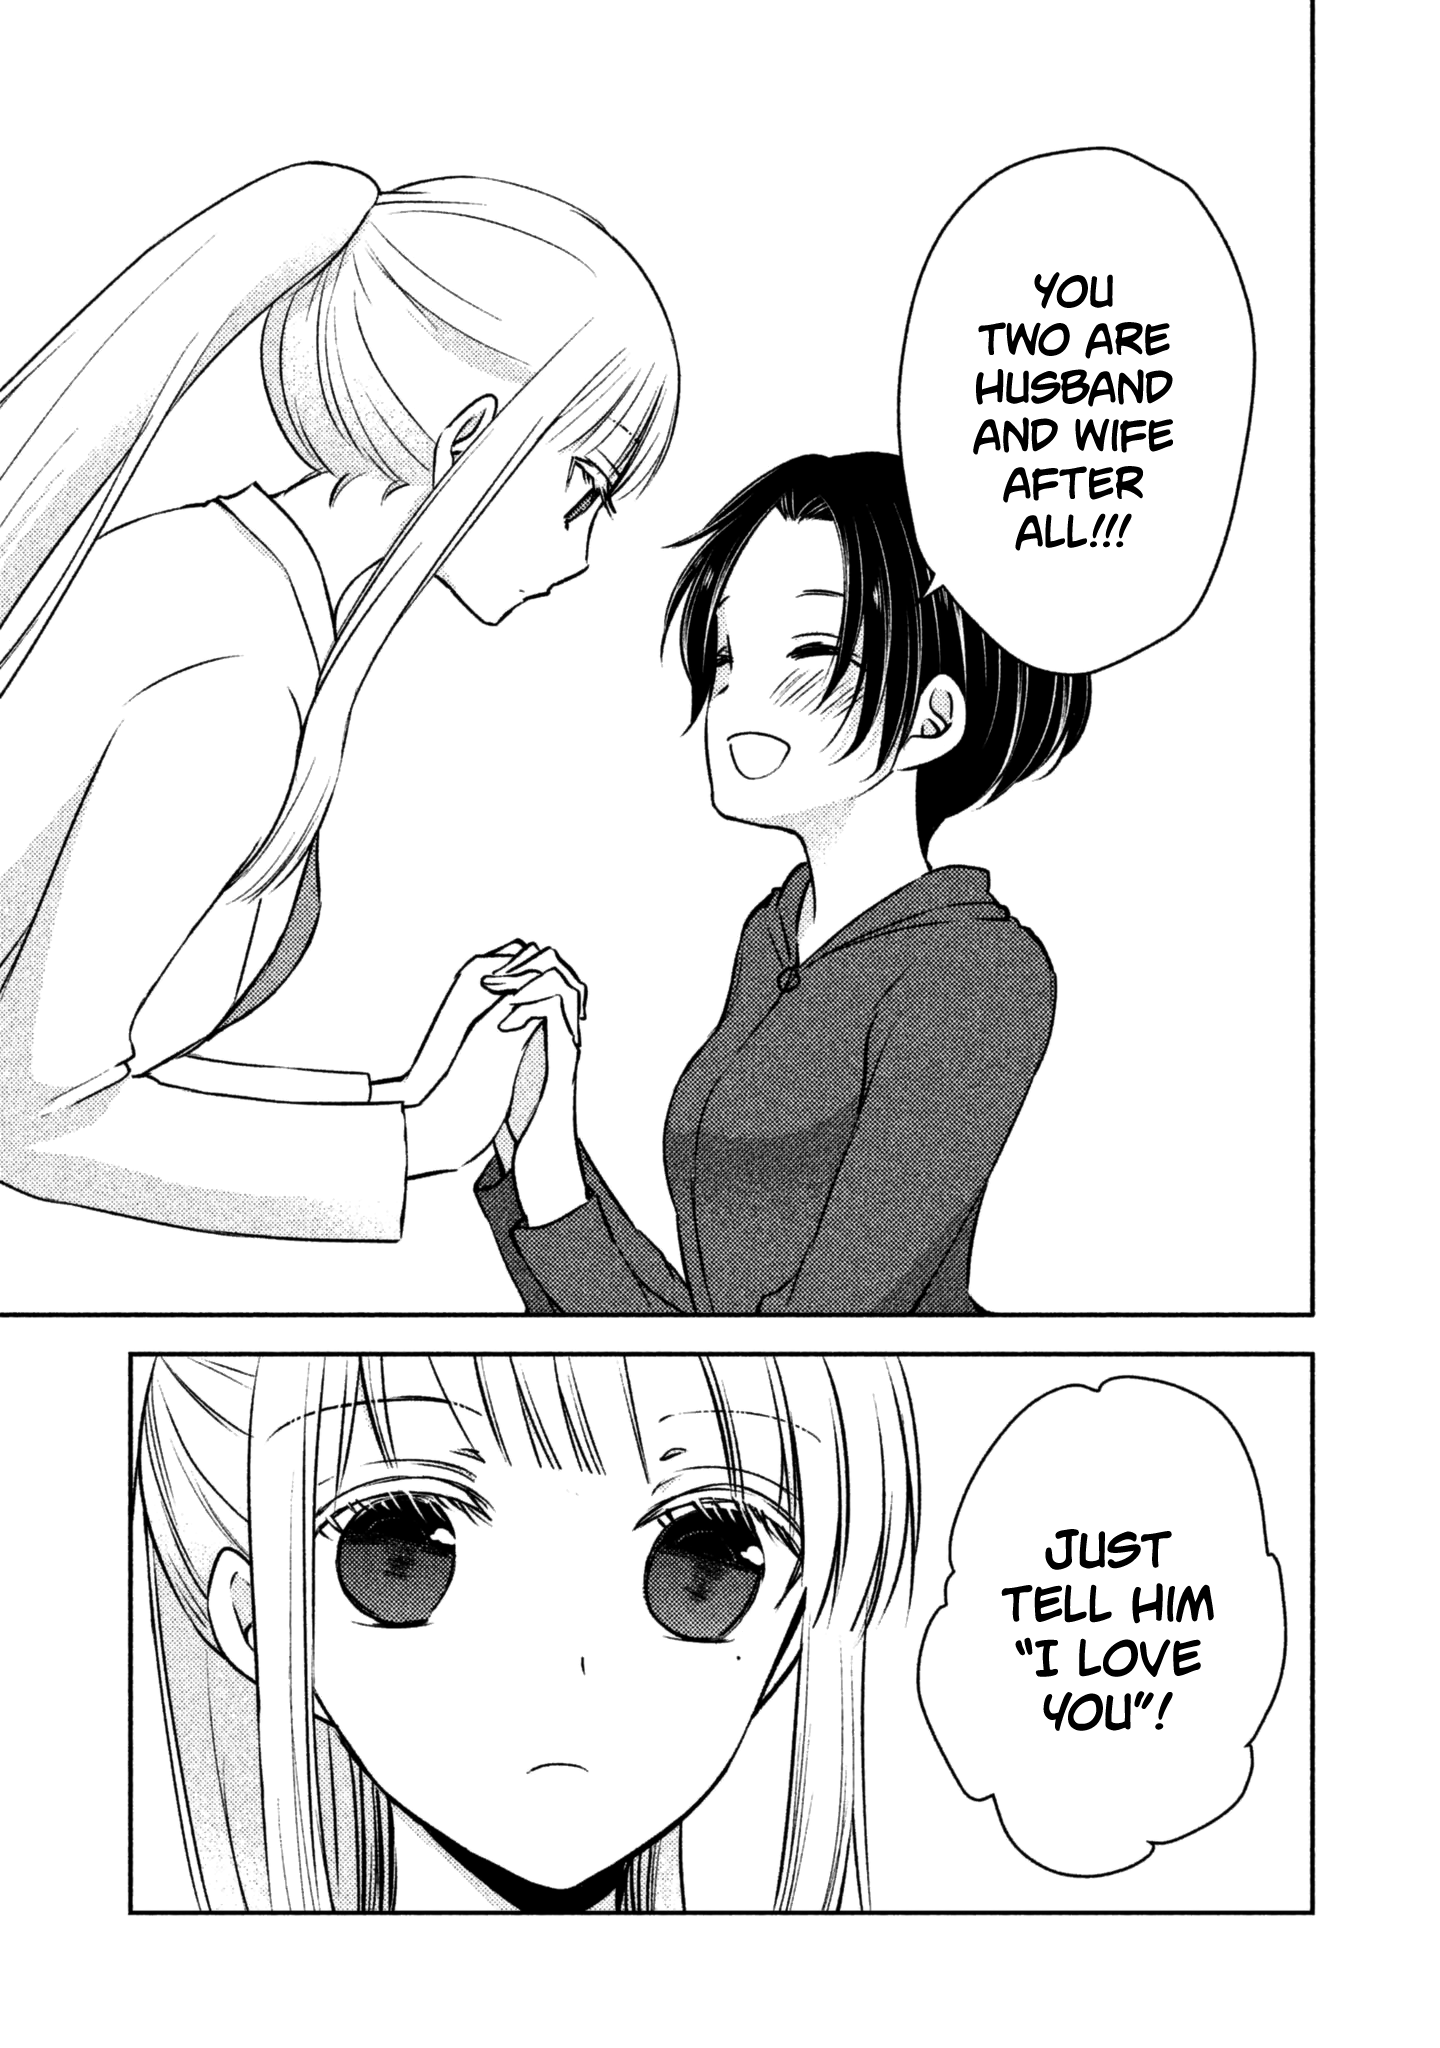 YOU
TWO ARE
HUSBAND
AND WIFE
AFTER
ALL!!!
JUST
TELL HIM
"I LOVE
YOU"!